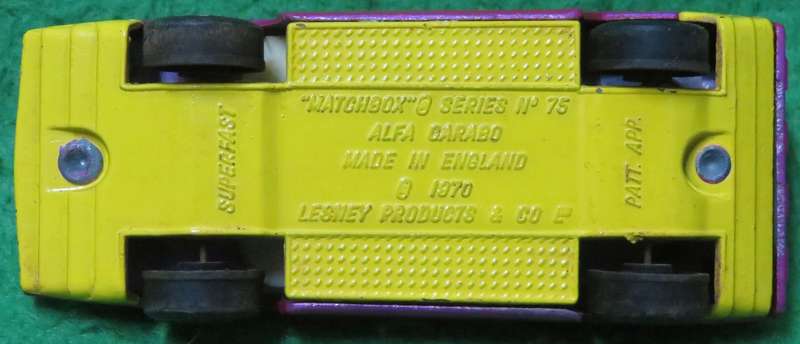 SUPERFAST
"MATCHBOX"® SERIES Nº 75
ALFA CARABO
MADE IN ENGLAND
© 1970
LESNEY PRODUCTS & CO LTD
PATT. APP.